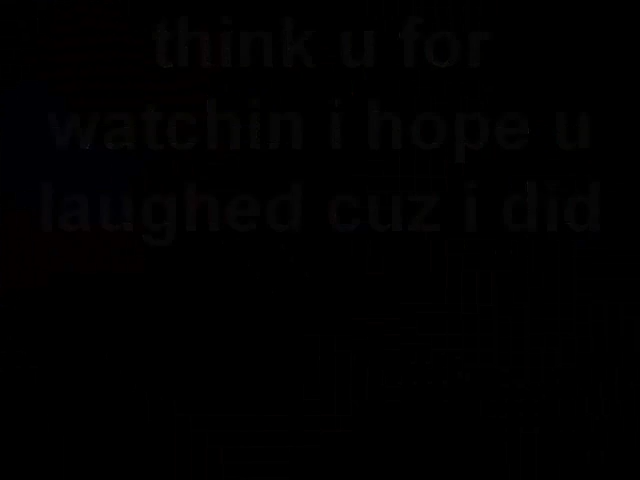 think u for
watchin i hope u
laughed cuz i did